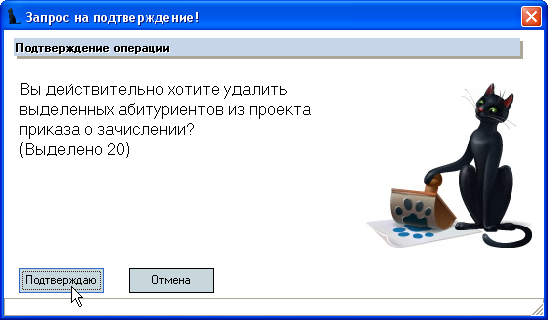 Запрос на подтверждение!
Подтверждение операции
Вы действительно хотите удалить
выделенных абитуриентов из проекта
приказа о зачислении?
(Выделено 20)
Подтверждаю
Отмена